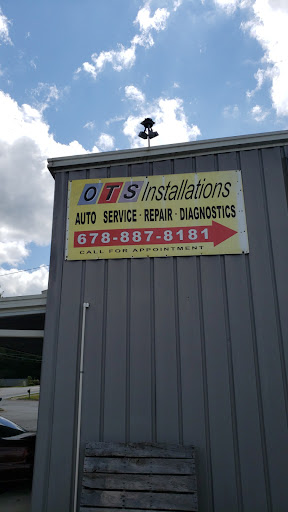 OTS Installations
AUTO SERVICE · REPAIR · DIAGNOSTICS
678-887-8181
CALL FOR APPOINTMENT